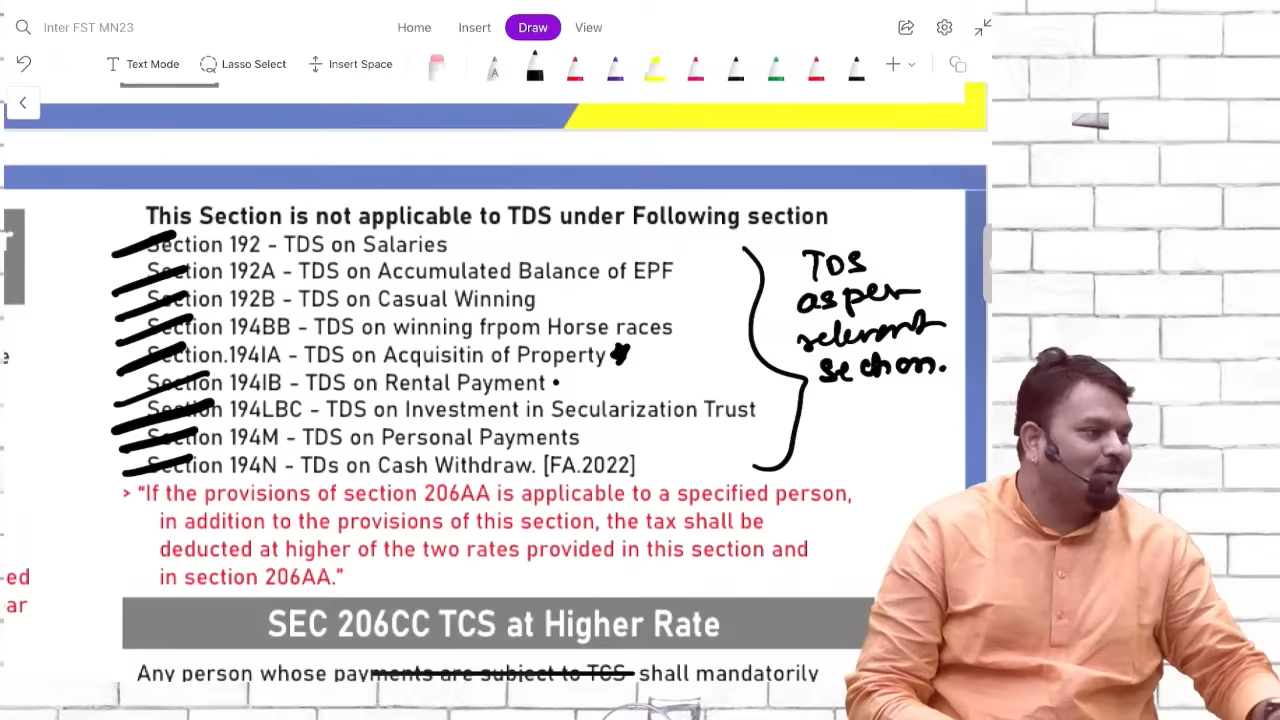 Inter FST MN23
Home Insert Draw View
Text Mode Lasso Select Insert Space
This Section is not applicable to TDS under Following section
Section 192 - TDS on Salaries
Section 192A - TDS on Accumulated Balance of EPF
Section 192B - TDS on Casual Winning
Section 194BB - TDS on winning frpom Horse races
Section.194IA - TDS on Acquisitin of Property
Section 194IB - TDS on Rental Payment
Section 194LBC - TDS on Investment in Secularization Trust
Section 194M - TDS on Personal Payments
Section 194N - TDs on Cash Withdraw. [FA.2022]
TDS
as per
relevant
section.
> “If the provisions of section 206AA is applicable to a specified person,
in addition to the provisions of this section, the tax shall be
deducted at higher of the two rates provided in this section and
in section 206AA.”
ed
ar
SEC 206CC TCS at Higher Rate
Any person whose payments are subject to TCS shall mandatorily